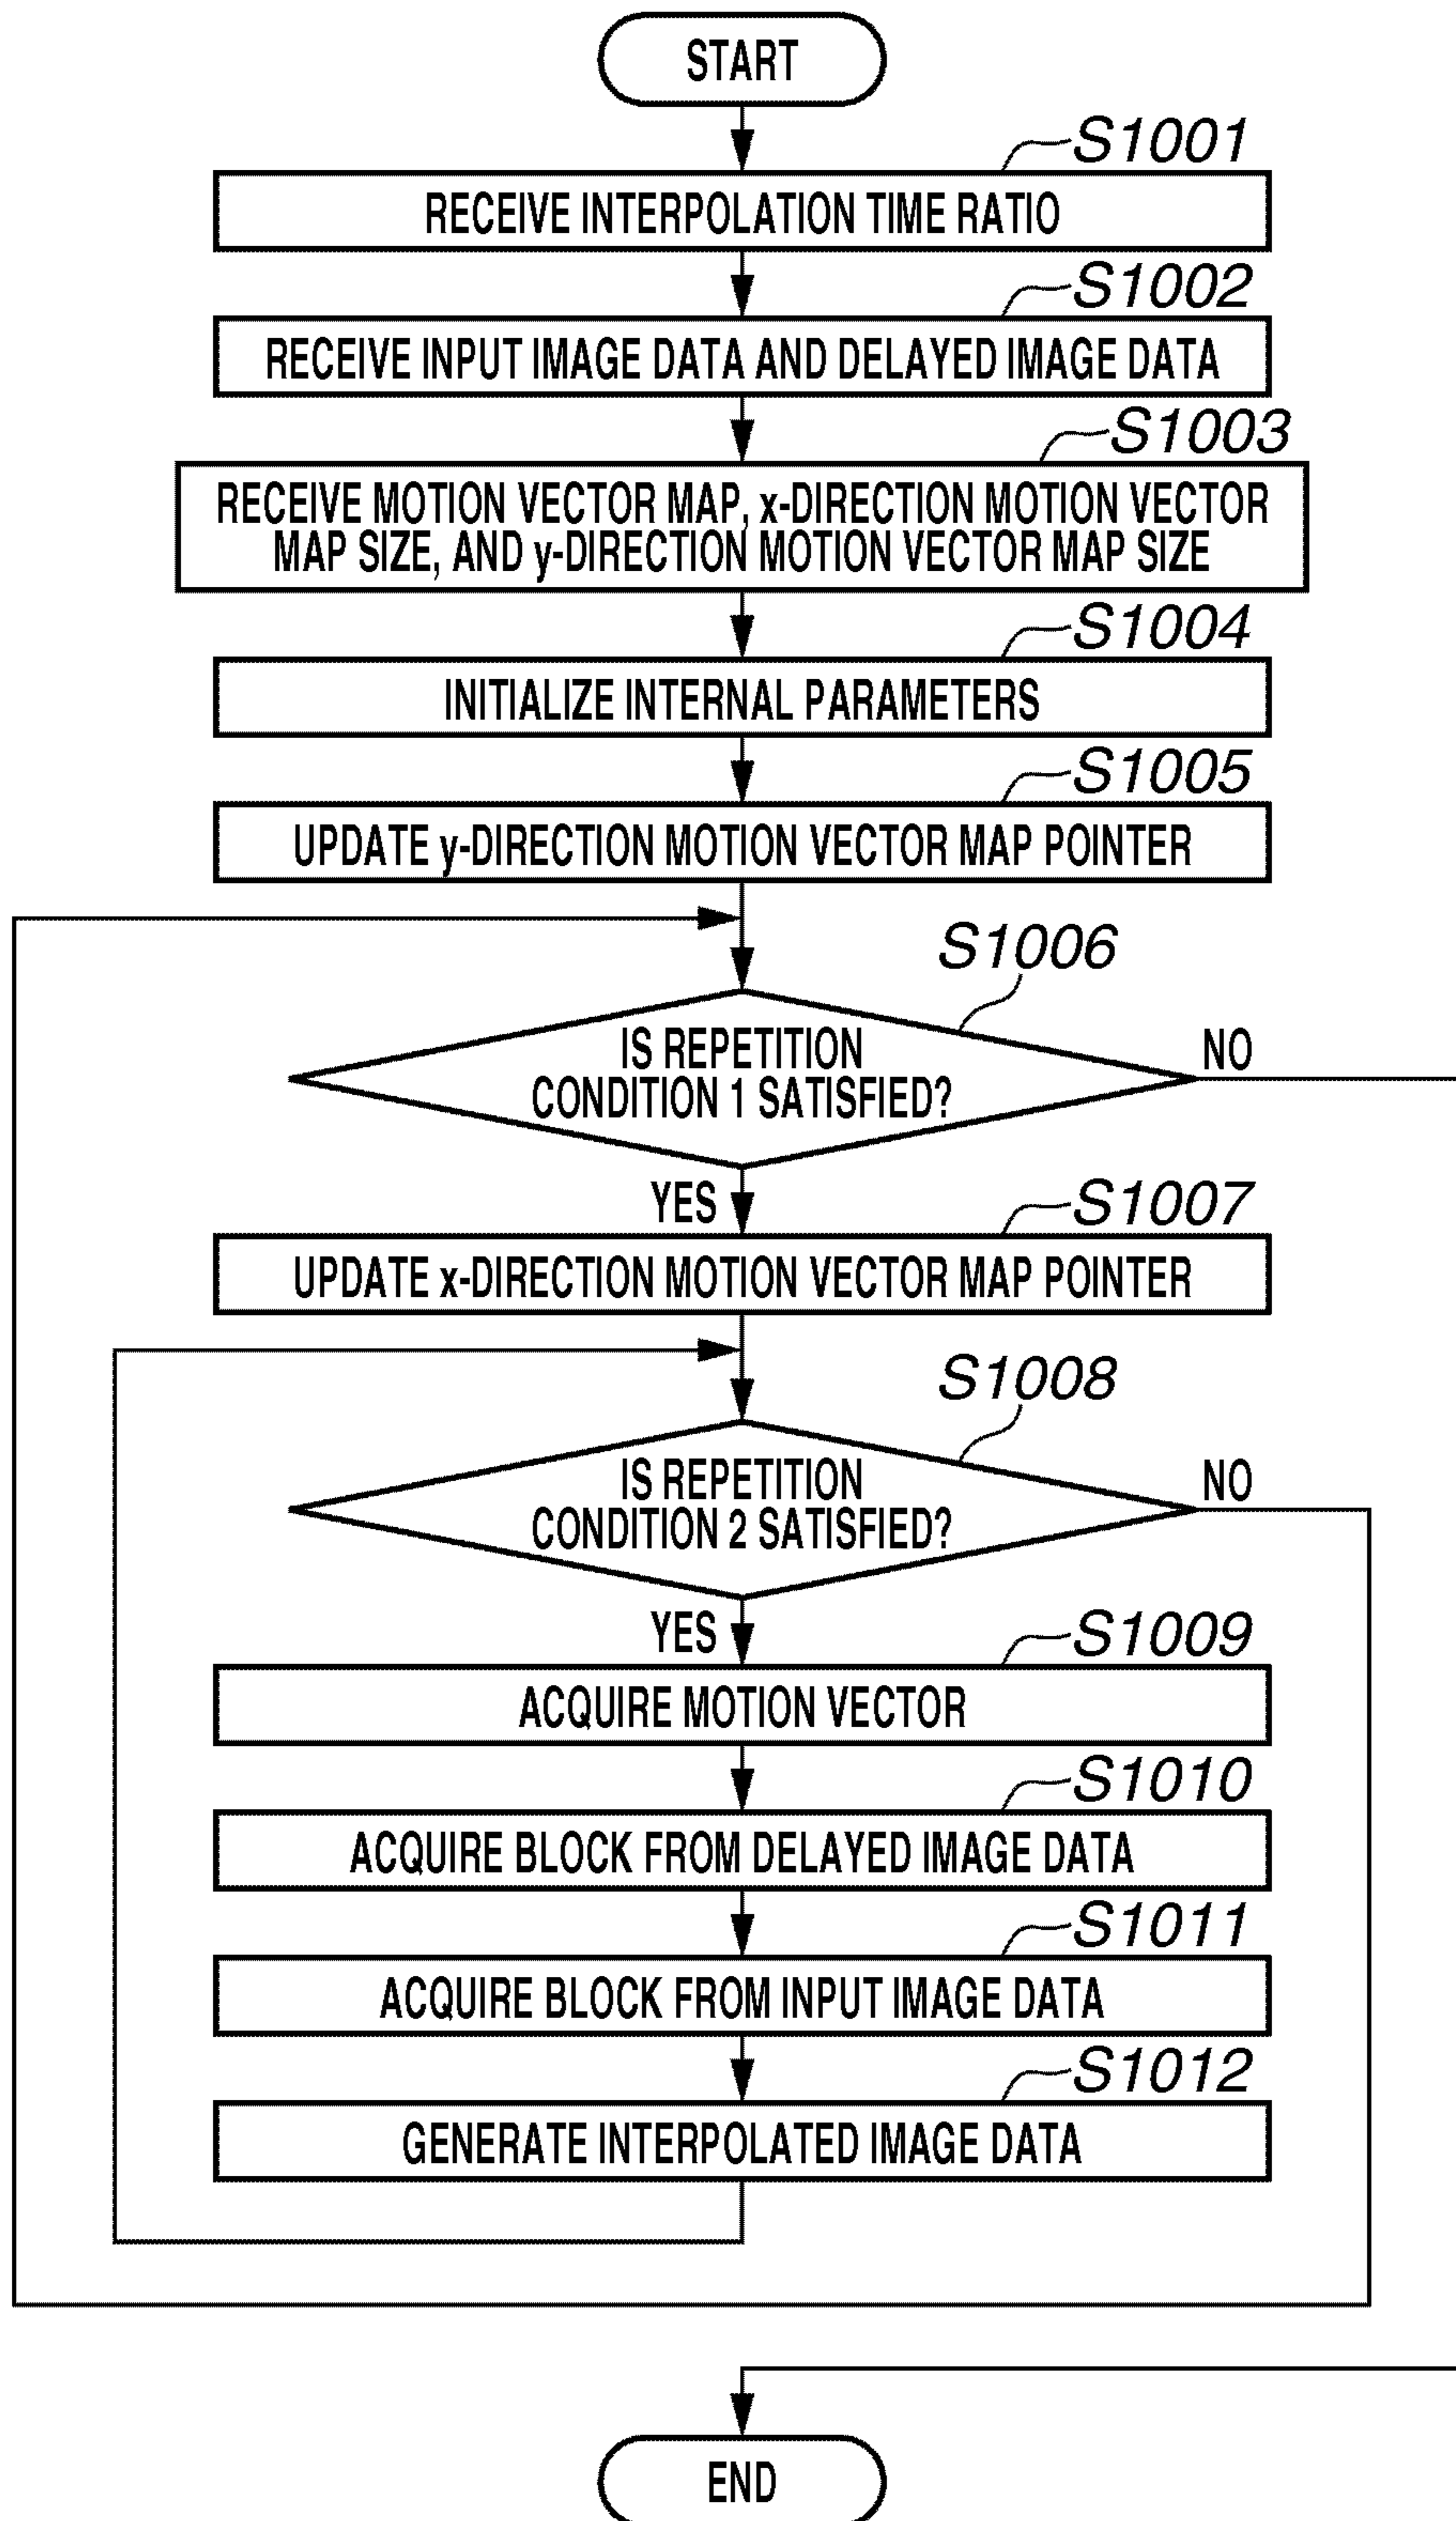 START
S1001
RECEIVE INTERPOLATION TIME RATIO
S1002
RECEIVE INPUT IMAGE DATA AND DELAYED IMAGE DATA
S1003
RECEIVE MOTION VECTOR MAP, x-DIRECTION MOTION VECTOR
MAP SIZE, AND y-DIRECTION MOTION VECTOR MAP SIZE
S1004
INITIALIZE INTERNAL PARAMETERS
S1005
UPDATE y-DIRECTION MOTION VECTOR MAP POINTER
S1006
IS REPETITION
CONDITION 1 SATISFIED?
NO
YES
S1007
UPDATE x-DIRECTION MOTION VECTOR MAP POINTER
S1008
IS REPETITION
CONDITION 2 SATISFIED?
NO
YES
S1009
ACQUIRE MOTION VECTOR
S1010
ACQUIRE BLOCK FROM DELAYED IMAGE DATA
S1011
ACQUIRE BLOCK FROM INPUT IMAGE DATA
S1012
GENERATE INTERPOLATED IMAGE DATA
END